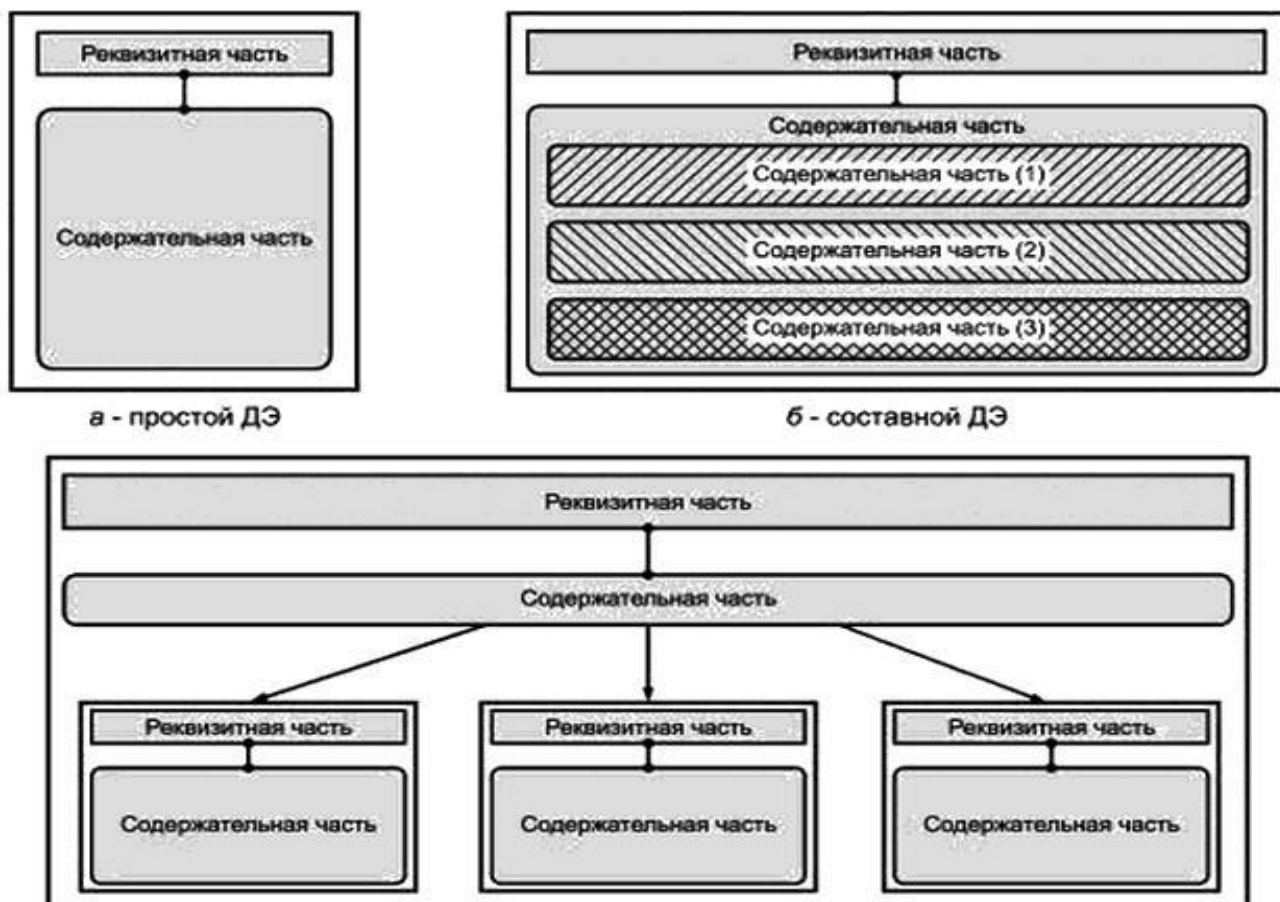 Реквизитная часть
Содержательная часть
а - простой ДЭ
Реквизитная часть
Содержательная часть
Содержательная часть (1)
Содержательная часть (2)
Содержательная часть (3)
б - составной ДЭ
Реквизитная часть
Содержательная часть
Реквизитная часть
Содержательная часть
Реквизитная часть
Содержательная часть
Реквизитная часть
Содержательная часть